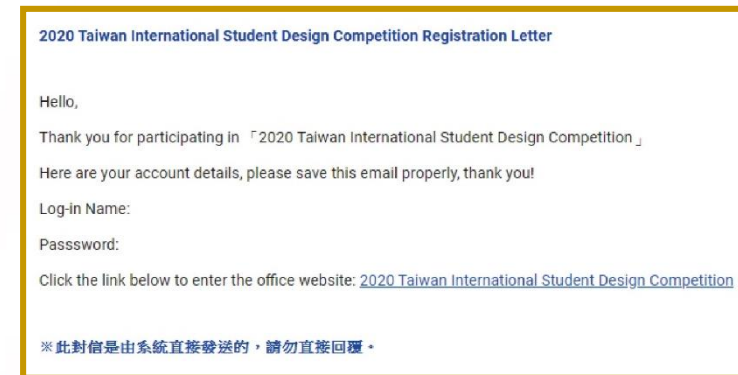 2020 Taiwan International Student Design Competition Registration Letter
Hello,
Thank you for participating in 「2020 Taiwan International Student Design Competition」
Here are your account details, please save this email properly, thank you!
Log-in Name:
Passsword:
Click the link below to enter the office website: 2020 Taiwan International Student Design Competition
※此封信是由系統直接發送的，請勿直接回覆。